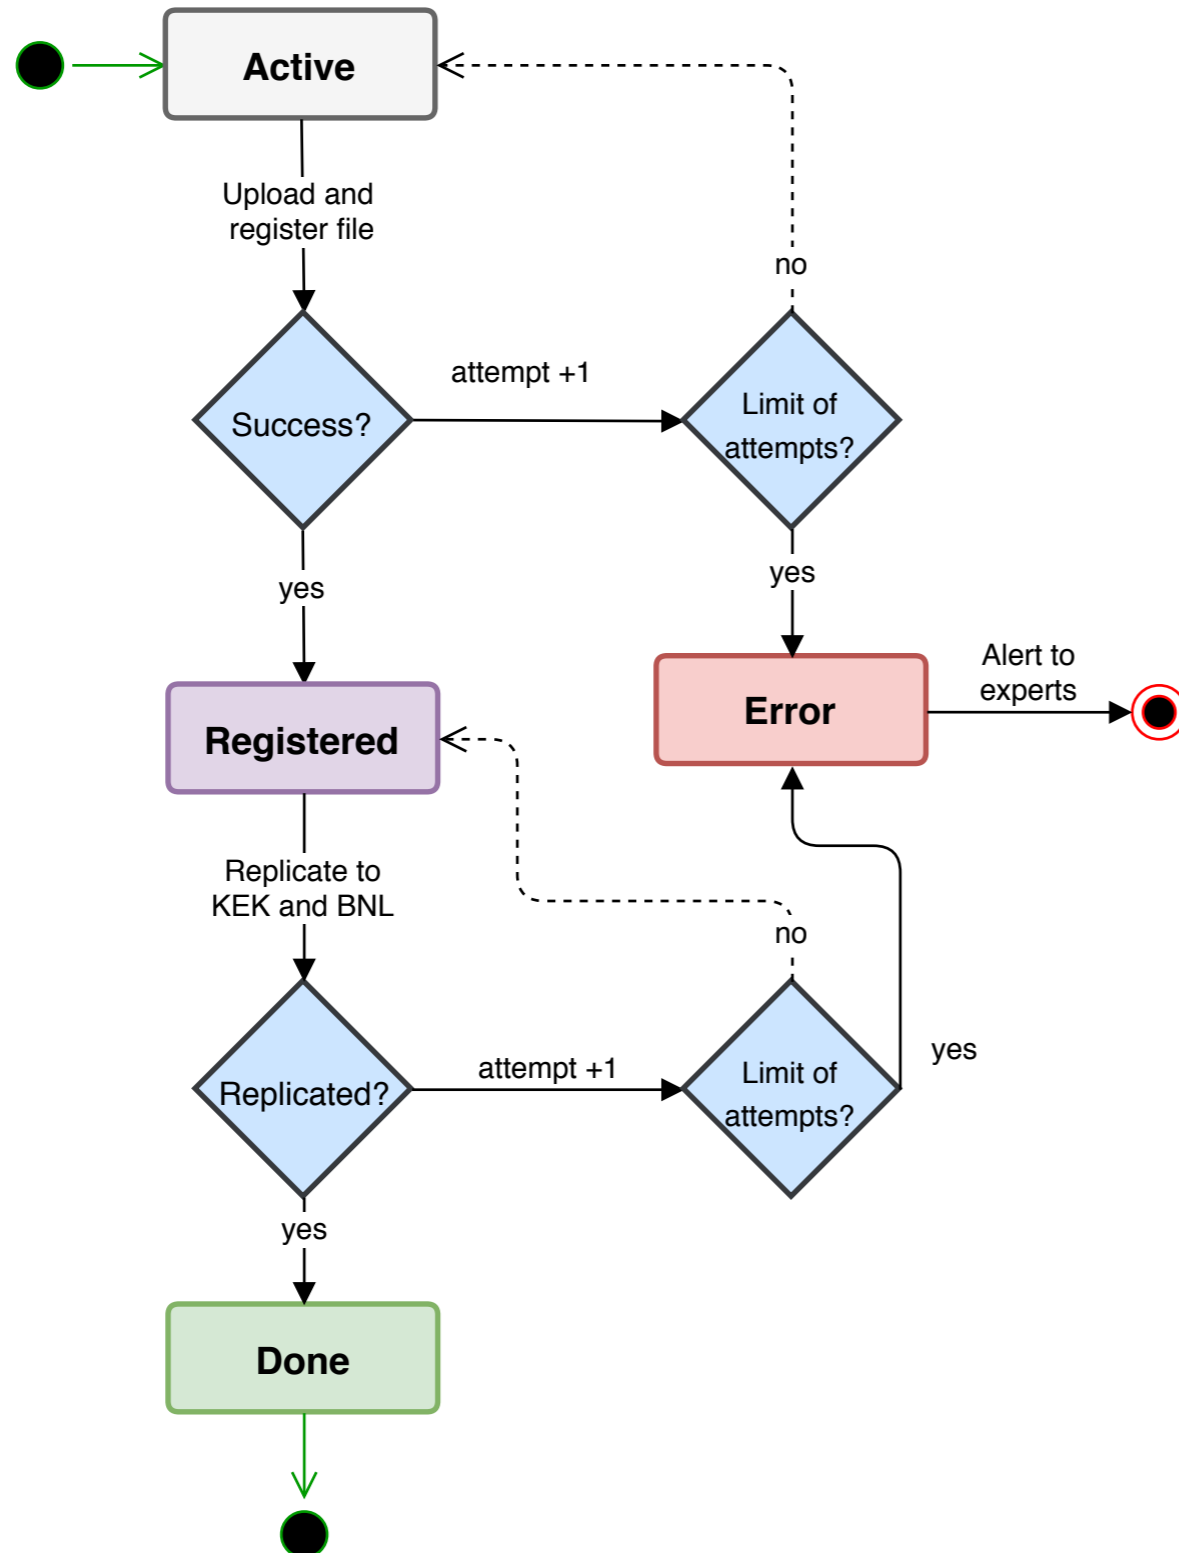 Active
Upload and
register file
no
attempt +1
Success?
Limit of
attempts?
yes
yes
Registered
Error
Alert to
experts
Replicate to
KEK and BNL
no
Replicated?
attempt +1
Limit of
attempts?
yes
yes
Done